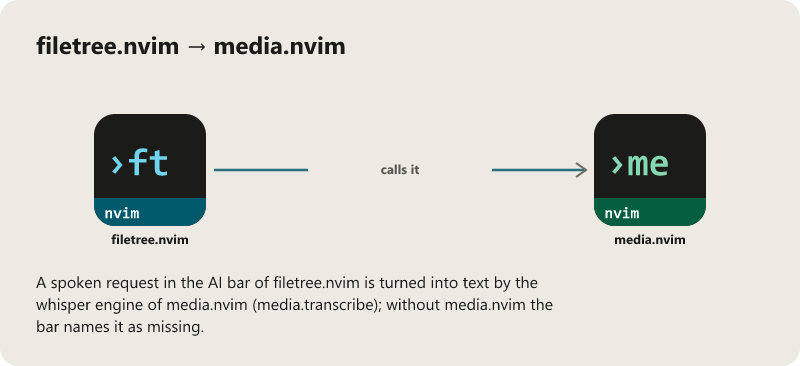 filetree.nvim → media.nvim
›ft
nvim
filetree.nvim
calls it
›me
nvim
media.nvim
A spoken request in the AI bar of filetree.nvim is turned into text by the
whisper engine of media.nvim (media.transcribe); without media.nvim the
bar names it as missing.